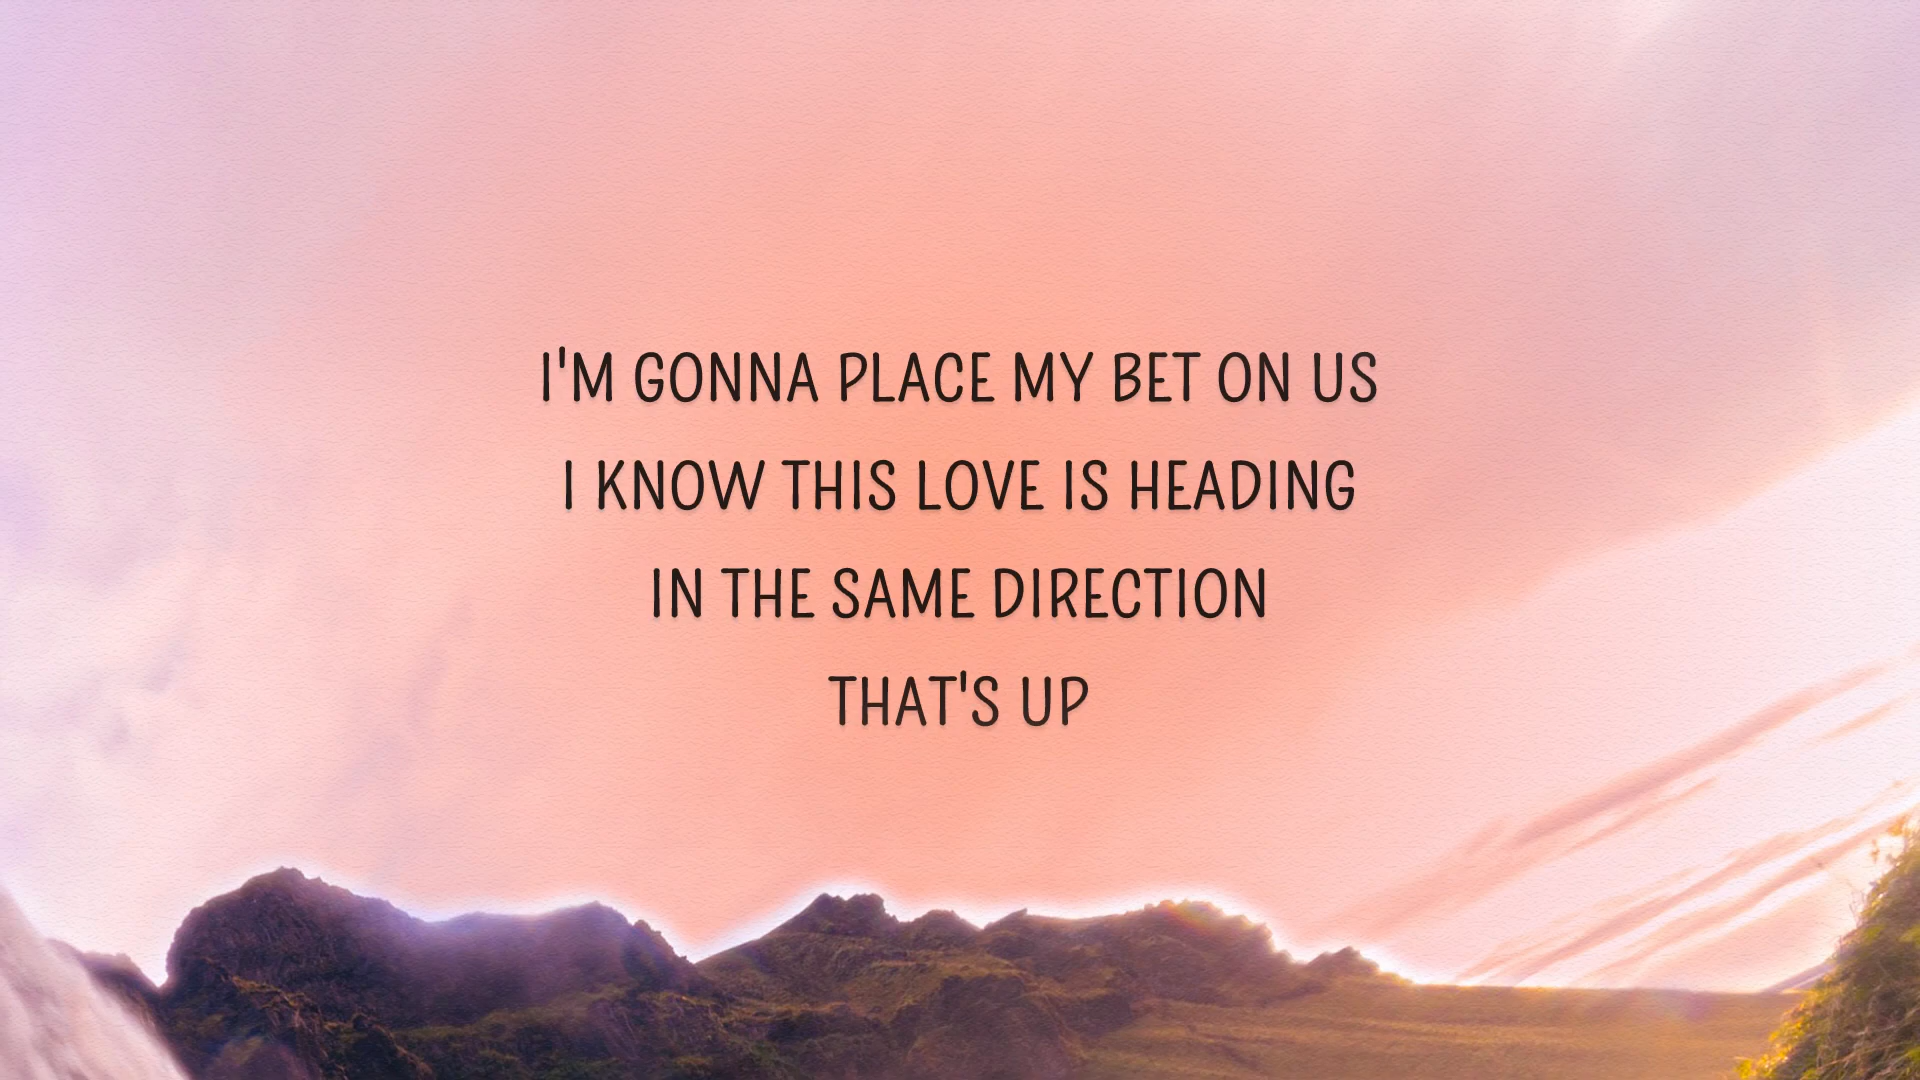 I'M GONNA PLACE MY BET ON US
I KNOW THIS LOVE IS HEADING
IN THE SAME DIRECTION
THAT'S UP